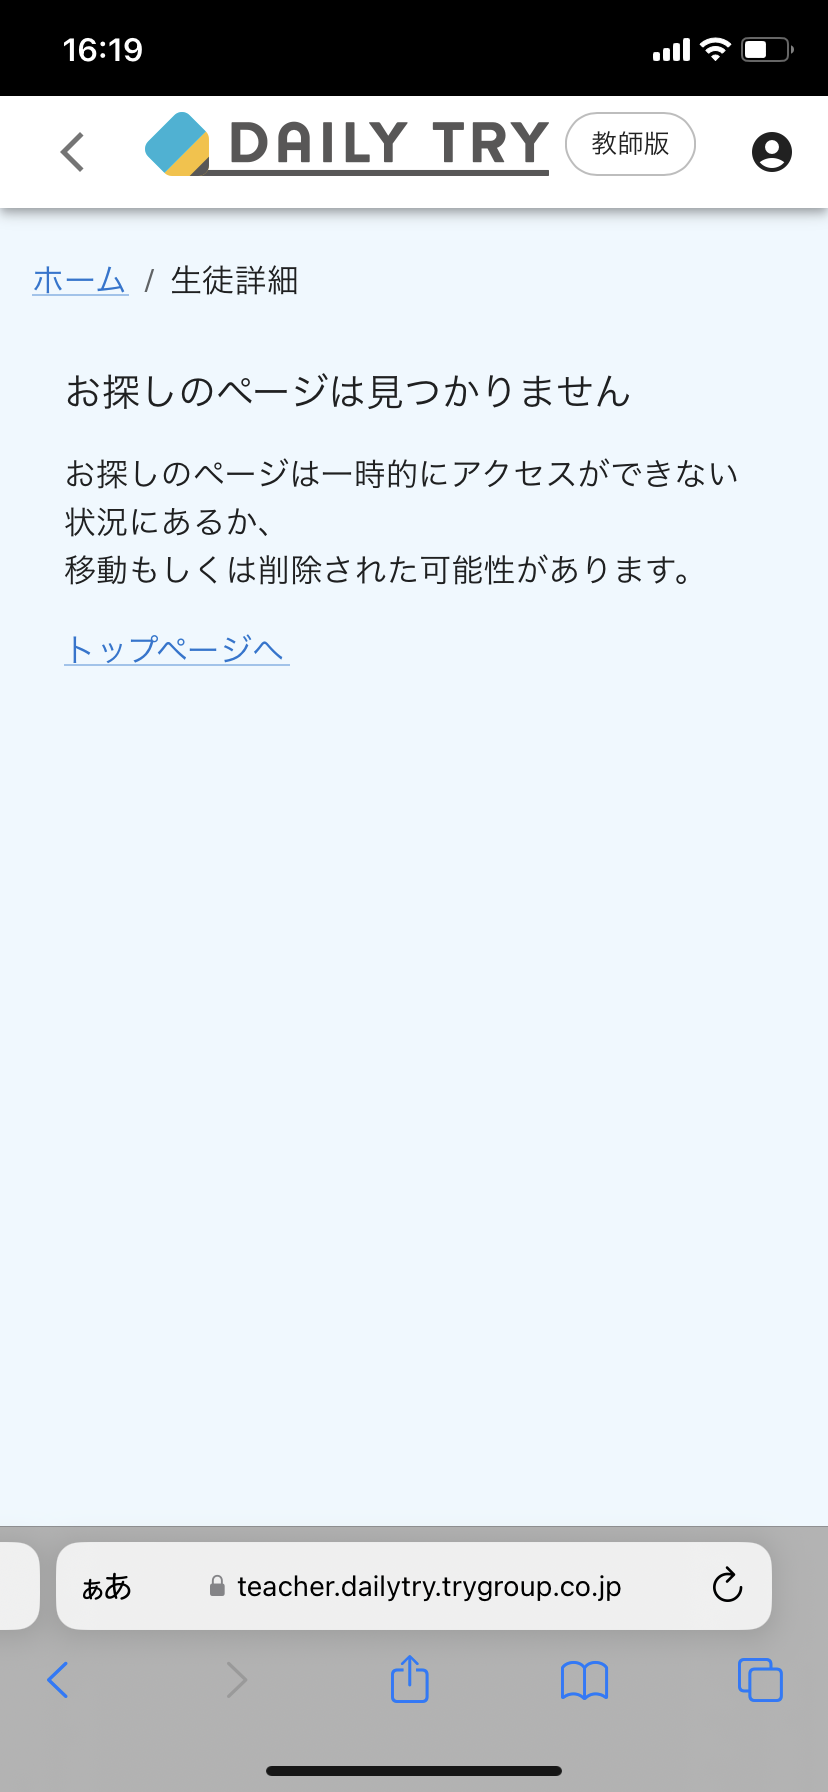 16:19
DAILY TRY 教師版
ホーム / 生徒詳細
お探しのページは見つかりません
お探しのページは一時的にアクセスができない
状況にあるか、
移動もしくは削除された可能性があります。
トップページへ
ぁあ teacher.dailytry.trygroup.co.jp